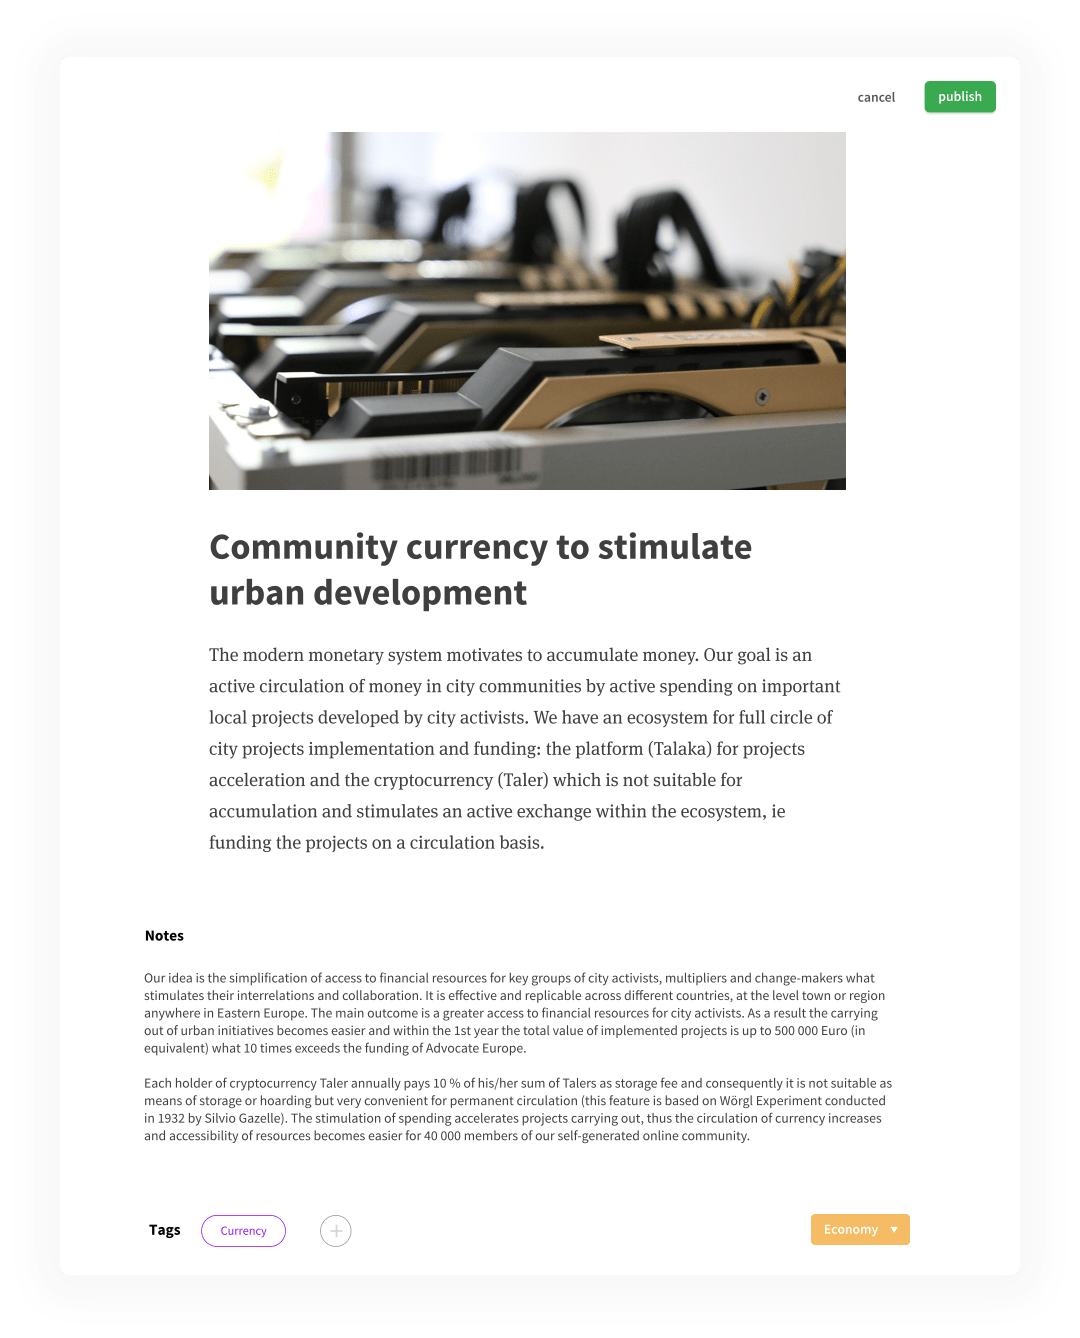 cancel
publish
Community currency to stimulate
urban development
The modern monetary system motivates to accumulate money. Our goal is an
active circulation of money in city communities by active spending on important
local projects developed by city activists. We have an ecosystem for full circle of
city projects implementation and funding: the platform (Talaka) for projects
acceleration and the cryptocurrency (Taler) which is not suitable for
accumulation and stimulates an active exchange within the ecosystem, ie
funding the projects on a circulation basis.
Notes
Our idea is the simplification of access to financial resources for key groups of city activists, multipliers and change-makers what
stimulates their interrelations and collaboration. It is effective and replicable across different countries, at the level town or region
anywhere in Eastern Europe. The main outcome is a greater access to financial resources for city activists. As a result the carrying
out of urban initiatives becomes easier and within the 1st year the total value of implemented projects is up to 500 000 Euro (in
equivalent) what 10 times exceeds the funding of Advocate Europe.
Each holder of cryptocurrency Taler annually pays 10 % of his/her sum of Talers as storage fee and consequently it is not suitable as
means of storage or hoarding but very convenient for permanent circulation (this feature is based on Wörgl Experiment conducted
in 1932 by Silvio Gazelle). The stimulation of spending accelerates projects carrying out, thus the circulation of currency increases
and accessibility of resources becomes easier for 40 000 members of our self-generated online community.
Tags
Currency
Economy